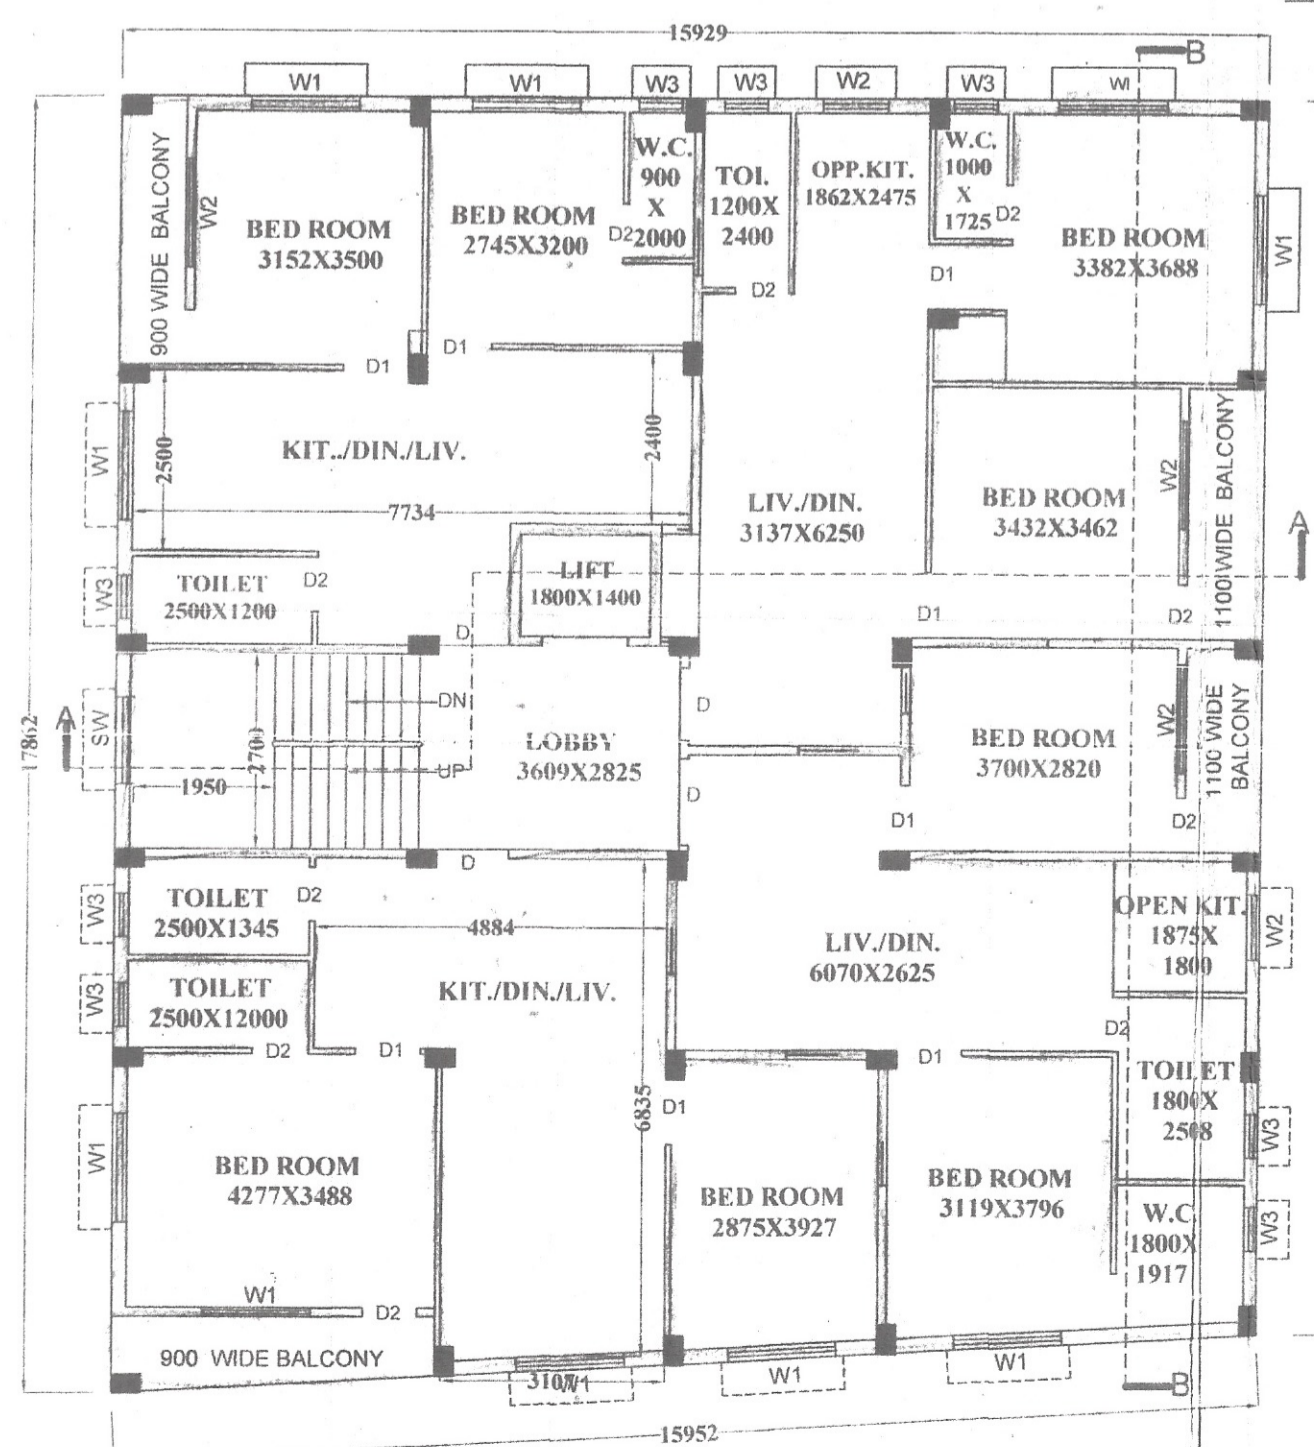 15929
B
W1
W1
W3
W3
W2
W3
WI
900 WIDE BALCONY
W2
BED ROOM
3152X3500
BED ROOM
2745X3200
W.C.
900
X
2000
D2
TOI.
1200X
2400
D2
OPP.KIT.
1862X2475
W.C.
1000
X
1725
D2
D1
BED ROOM
3382X3688
W1
D1
D1
W1
2500
KIT../DIN./LIV.
2400
7734
LIV./DIN.
3137X6250
BED ROOM
3432X3462
W2
1100 WIDE BALCONY
A
W3
TOILET
2500X1200
D2
LIFT
1800X1400
D
D1
D2
17862
A
SW
2700
1950
DN
UP
LOBBY
3609X2825
D
D
BED ROOM
3700X2820
W2
1100 WIDE
BALCONY
D1
D2
D
W3
TOILET
2500X1345
D2
4884
LIV./DIN.
6070X2625
OPEN KIT.
1875X
1800
W2
W3
TOILET
2500X12000
KIT./DIN./LIV.
D2
D1
D2
D1
TOILET
1800X
2508
W3
D1
6835
W1
BED ROOM
4277X3488
BED ROOM
2875X3927
BED ROOM
3119X3796
W.C.
1800X
1917
W3
W1
D2
900 WIDE BALCONY
3107
W1
W1
W1
B
15952